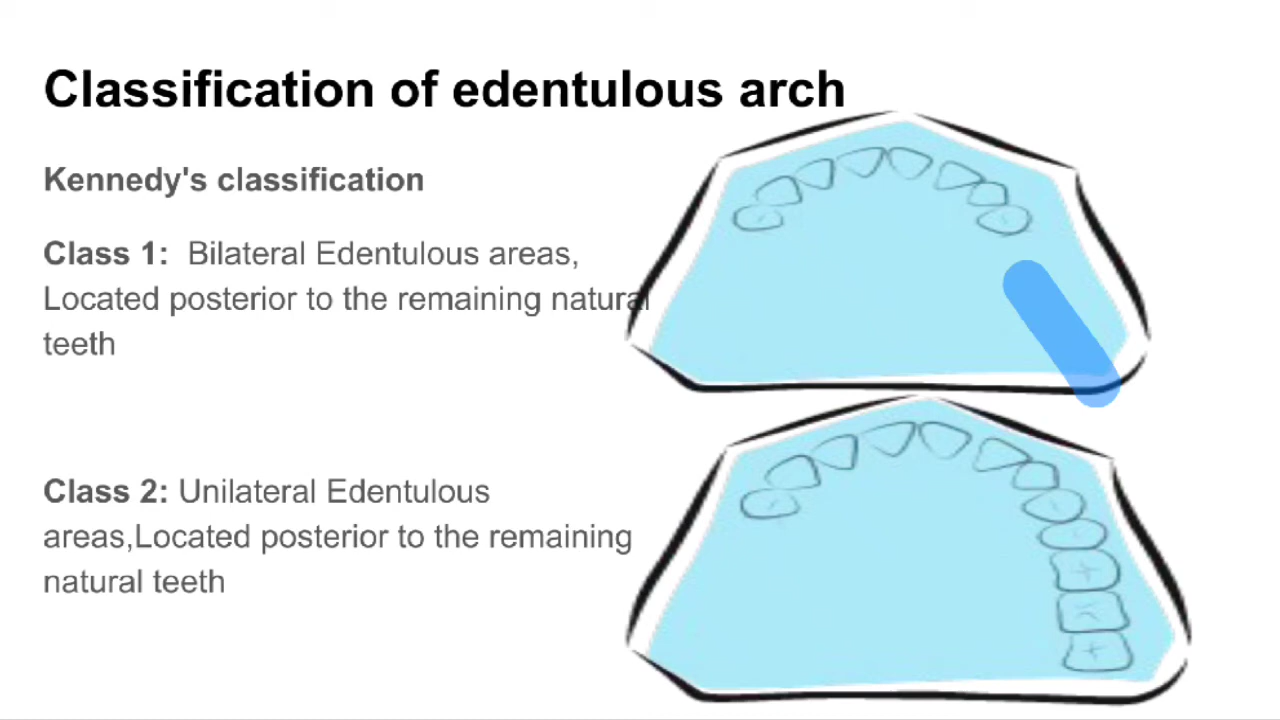 Classification of edentulous arch
Kennedy's classification
Class 1:  Bilateral Edentulous areas,
Located posterior to the remaining natural
teeth
Class 2: Unilateral Edentulous
areas,Located posterior to the remaining
natural teeth